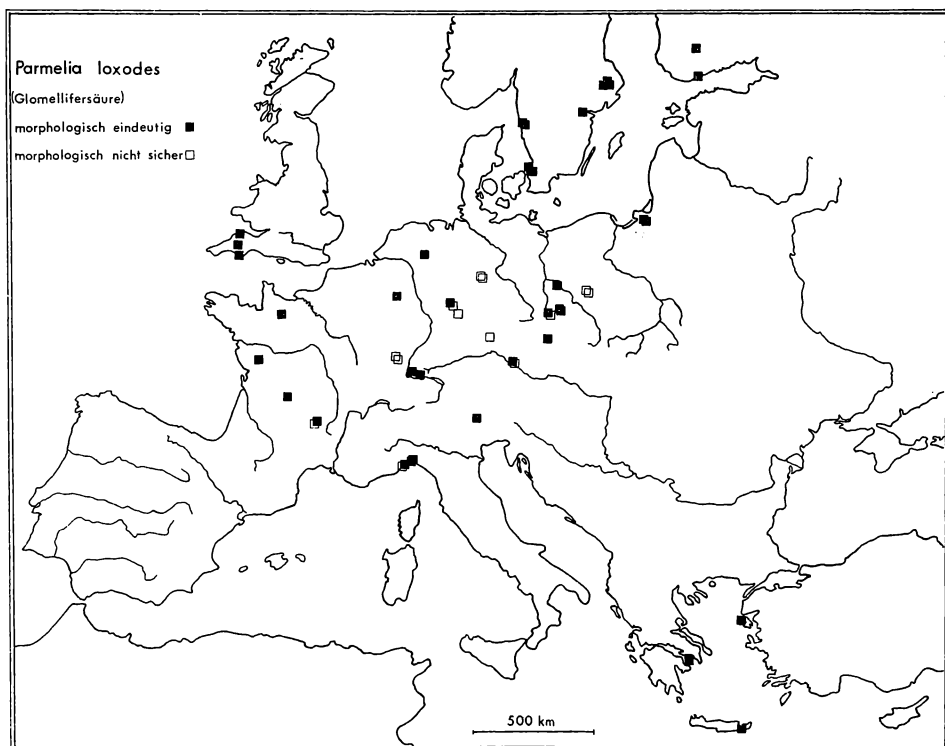 Parmelia loxodes
(Glomellifersäure)
morphologisch eindeutig ■
morphologisch nicht sicher □
500 km